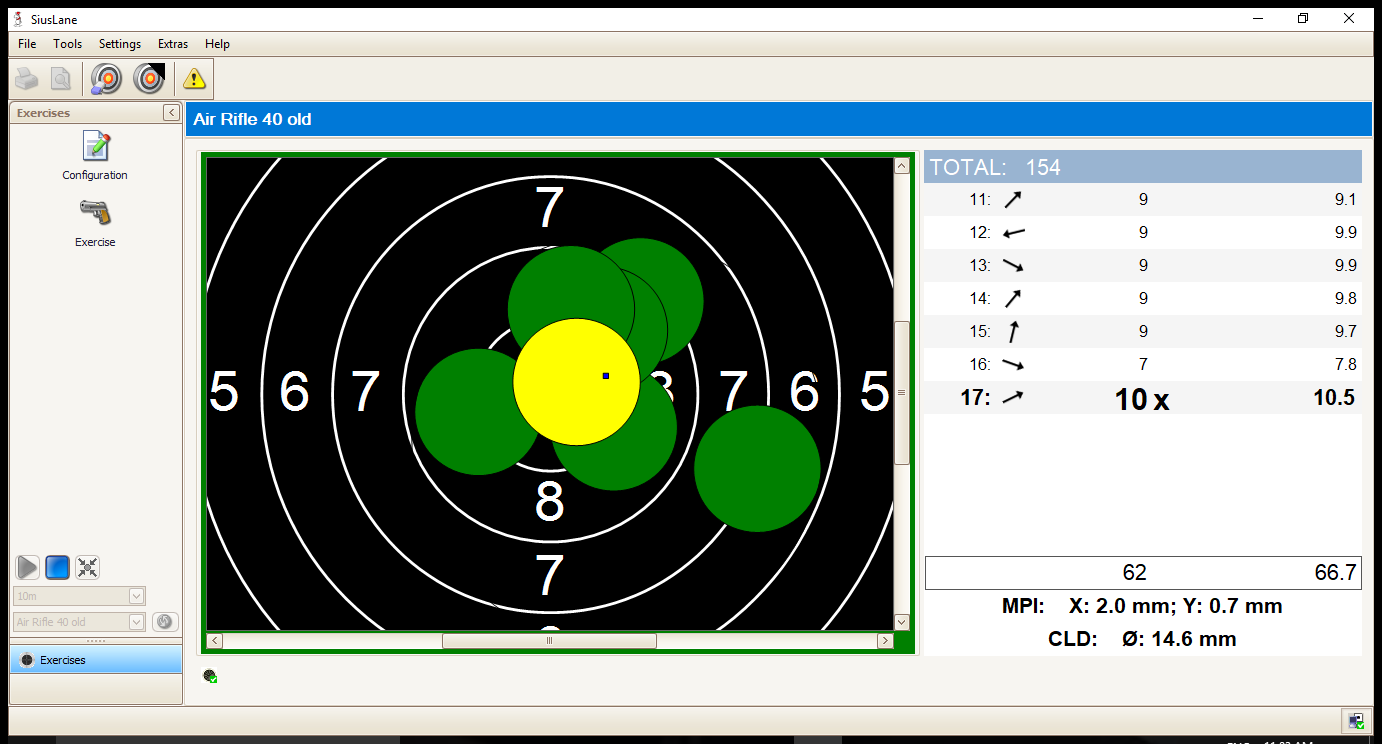 SiusLane
File Tools Settings Extras Help
Exercises
Configuration
Exercise
10m
Air Rifle 40 old
Exercises
Air Rifle 40 old
7
5 6 7 7 6 5
8
7
TOTAL: 154
11: 9 9.1
12: 9 9.9
13: 9 9.9
14: 9 9.8
15: 9 9.7
16: 7 7.8
17: 10 x 10.5
62 66.7
MPI: X: 2.0 mm; Y: 0.7 mm
CLD: Ø: 14.6 mm